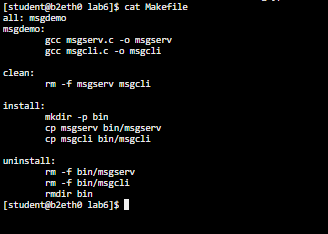 [student@b2eth0 lab6]$ cat Makefile
all: msgdemo
msgdemo:
	gcc msgserv.c -o msgserv
	gcc msgcli.c -o msgcli

clean:
	rm -f msgserv msgcli

install:
	mkdir -p bin
	cp msgserv bin/msgserv
	cp msgcli bin/msgcli

uninstall:
	rm -f bin/msgserv
	rm -f bin/msgcli
	rmdir bin
[student@b2eth0 lab6]$